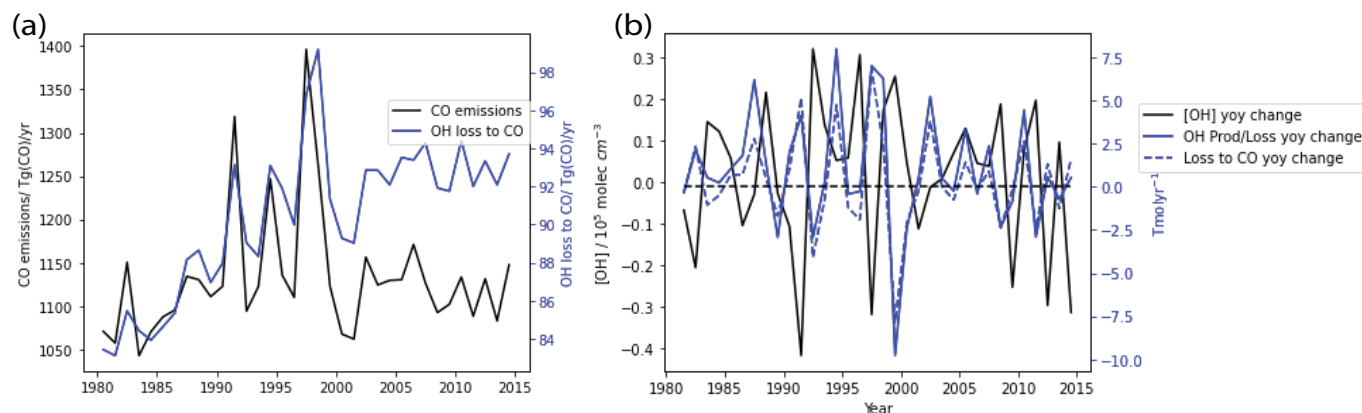 (a)
1400
1350
1300
1250
1200
1150
1100
1050
CO emissions/ Tg(CO)/yr
98
96
94
92
90
88
86
84
OH loss to CO/ Tg(CO)/yr
CO emissions
OH loss to CO
1980 1985 1990 1995 2000 2005 2010 2015
(b)
0.3
0.2
0.1
0.0
−0.1
−0.2
−0.3
−0.4
[OH] / 10⁵ molec cm⁻³
7.5
5.0
2.5
0.0
−2.5
−5.0
−7.5
−10.0
Tmolyr⁻¹
[OH] yoy change
OH Prod/Loss yoy change
Loss to CO yoy change
1980 1985 1990 1995 2000 2005 2010 2015
Year